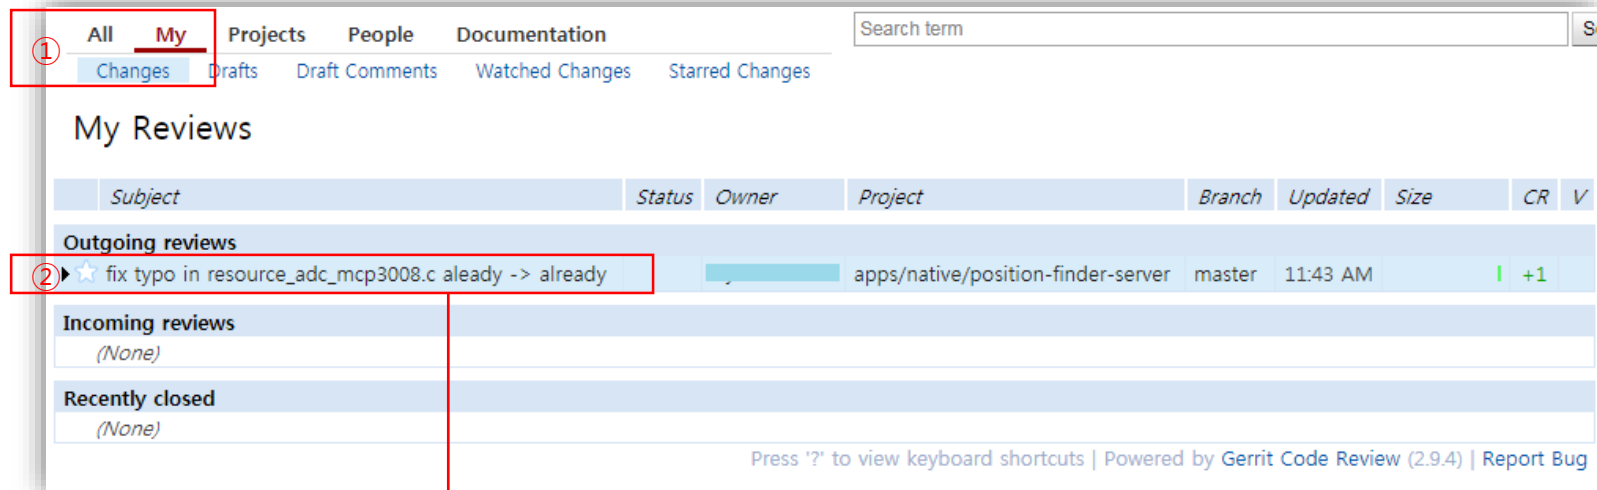 ① All My Projects People Documentation Search term
Changes Drafts Draft Comments Watched Changes Starred Changes
My Reviews
Subject Status Owner Project Branch Updated Size CR V
Outgoing reviews
② fix typo in resource_adc_mcp3008.c aleady -> already apps/native/position-finder-server master 11:43 AM +1
Incoming reviews
(None)
Recently closed
(None)
Press '?' to view keyboard shortcuts | Powered by Gerrit Code Review (2.9.4) | Report Bug